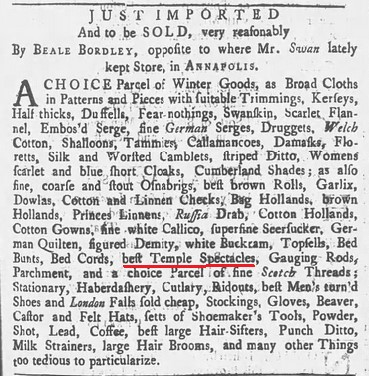 JUST IMPORTED
And to be SOLD, very reasonably
By BEALE BORDLEY, opposite to where Mr. Swan lately
kept Store, in ANNAPOLIS.
A CHOICE Parcel of Winter Goods, as Broad Cloths
in Patterns and Pieces with suitable Trimmings, Kerseys,
Half thicks, Duffells, Fear-nothings, Swanskin, Scarlet Flan-
nel, Embos'd Serge, fine German Serges, Druggets, Welch
Cotton, Shalloons, Tammies, Callamancoes, Damasks, Flo-
retts, Silk and Worsted Camblets, striped Ditto, Womens
scarlet and blue short Cloaks, Cumberland Shades; as also
fine, coarse and stout Osnabrigs, best brown Rolls, Garlix,
Dowlas, Cotton and Linnen Checks, Bag Hollands, brown
Hollands, Princes Linnens, Russia Drab, Cotton Hollands,
Cotton Gowns, fine white Callico, superfine Seersucker, Ger-
man Quilten, figured Demity, white Buckram, Topsells, Bed
Bunts, Bed Cords, best Temple Spectacles, Gauging Rods,
Parchment, and a choice Parcel of fine Scotch Threads;
Stationary, Haberdashery, Cutlary, Ridouts, best Men's turn'd
Shoes and London Falls sold cheap, Stockings, Gloves, Beaver,
Castor and Felt Hats, setts of Shoemaker's Tools, Powder,
Shot, Lead, Coffee, best large Hair-Sifters, Punch Ditto,
Milk Strainers, large Hair Brooms, and many other Things
too tedious to particularize.